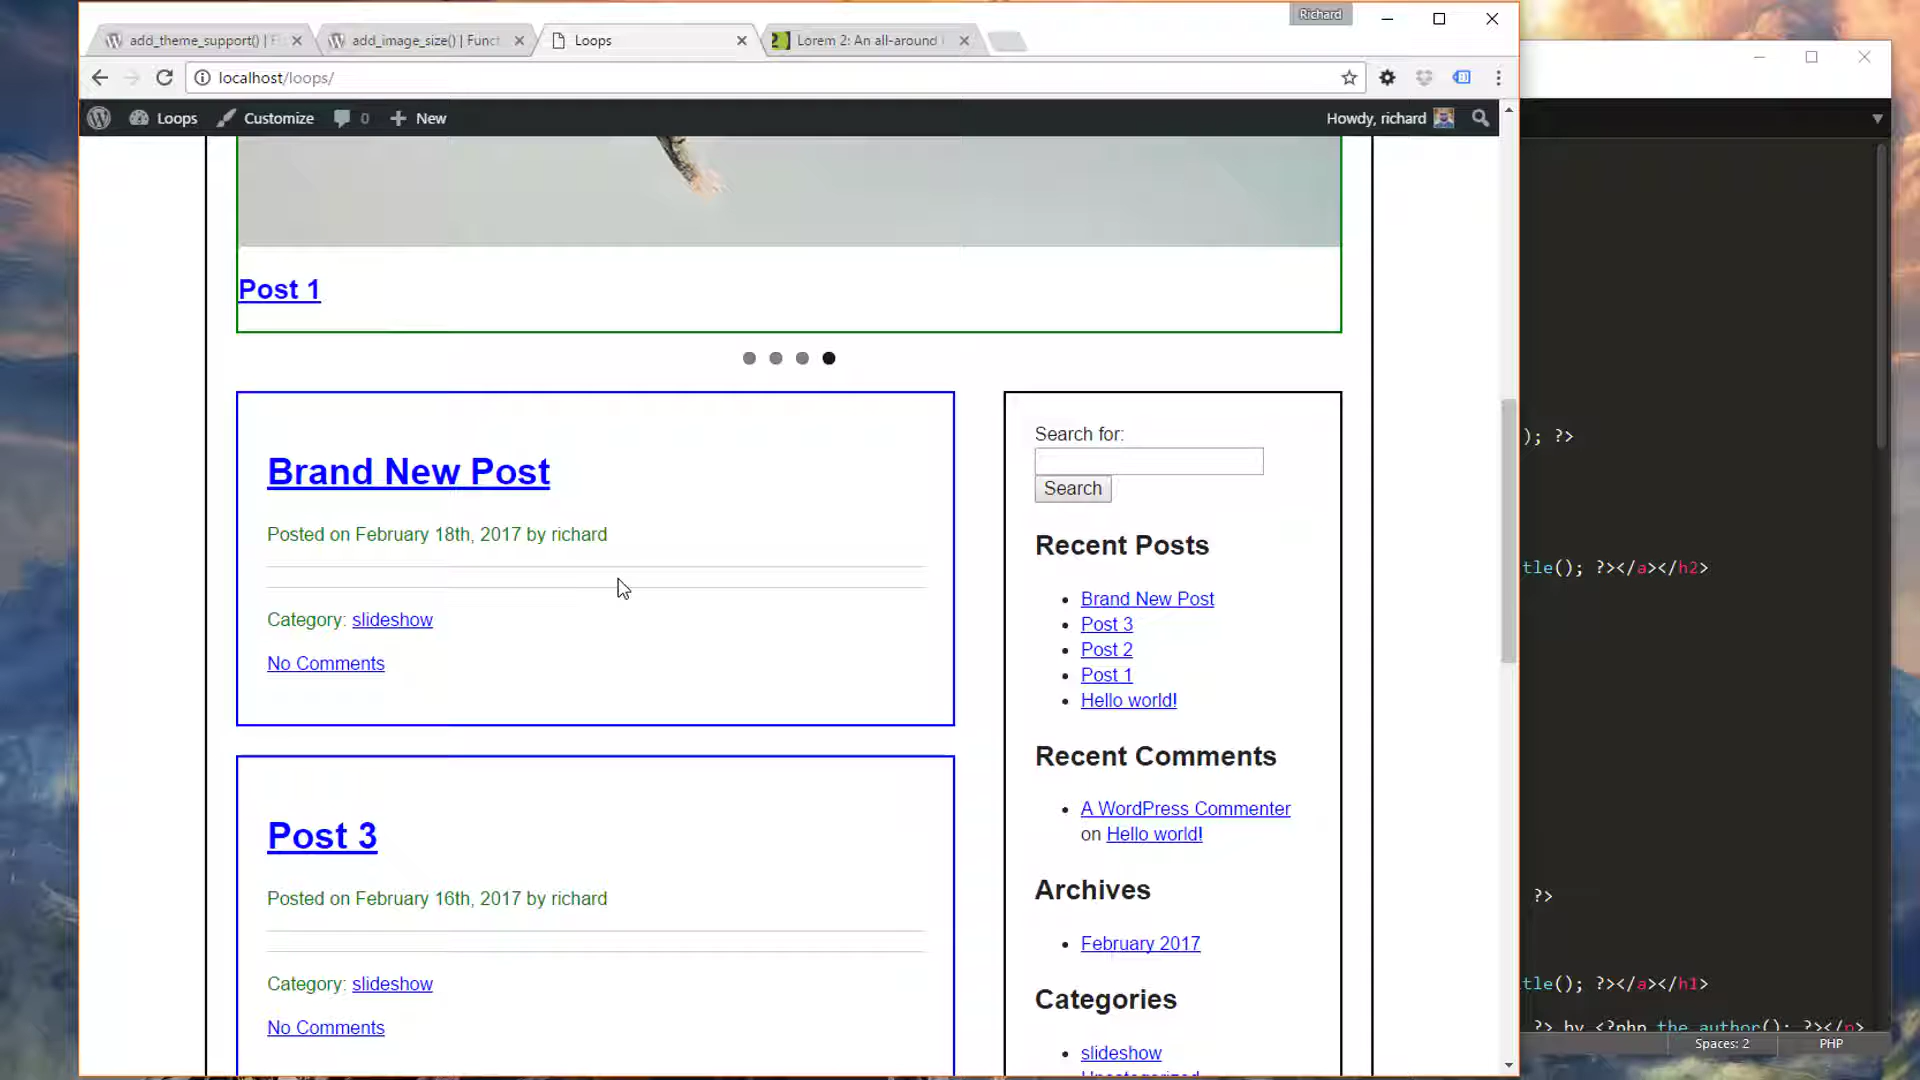 Richard
add_theme_support() | F
add_image_size() | Funct
Loops
Lorem 2: An all-around
localhost/loops/
Loops
Customize
0
New
Howdy, richard
Post 1
Brand New Post
Posted on February 18th, 2017 by richard
Category: slideshow
No Comments
Post 3
Posted on February 16th, 2017 by richard
Category: slideshow
No Comments
Search for:
Search
Recent Posts
Brand New Post
Post 3
Post 2
Post 1
Hello world!
Recent Comments
A WordPress Commenter
on Hello world!
Archives
February 2017
Categories
slideshow
Uncategorized
); ?>
tle(); ?></a></h2>
?>
tle(); ?></a></h1>
?> by <?php the_author(); ?></p>
Spaces: 2
PHP